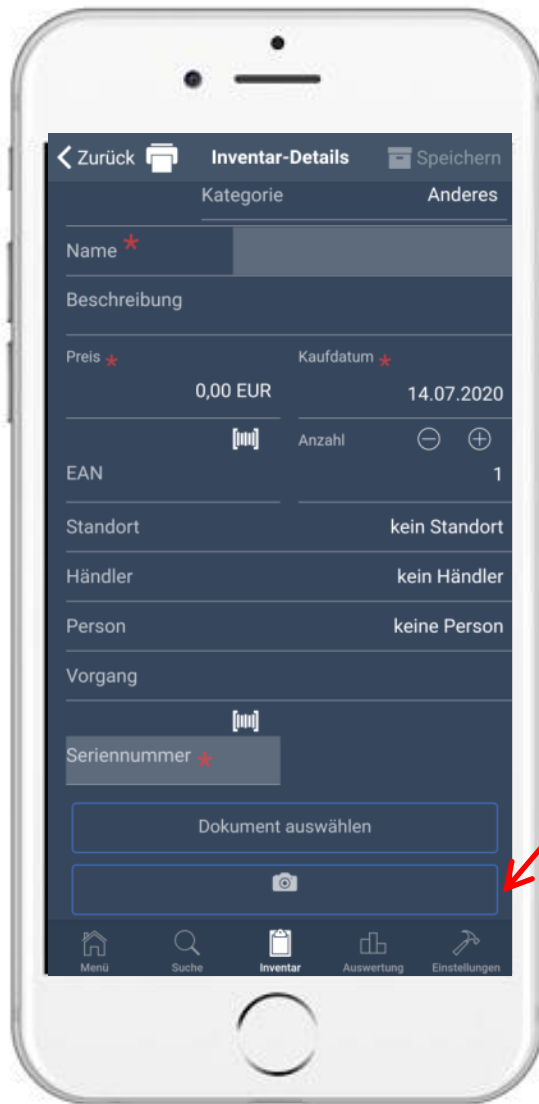 Zurück Inventar-Details Speichern
Kategorie Anderes
Name *
Beschreibung
Preis * Kaufdatum *
0,00 EUR 14.07.2020
Anzahl
EAN 1
Standort kein Standort
Händler kein Händler
Person keine Person
Vorgang
Seriennummer *
Dokument auswählen
Menü Suche Inventar Auswertung Einstellungen